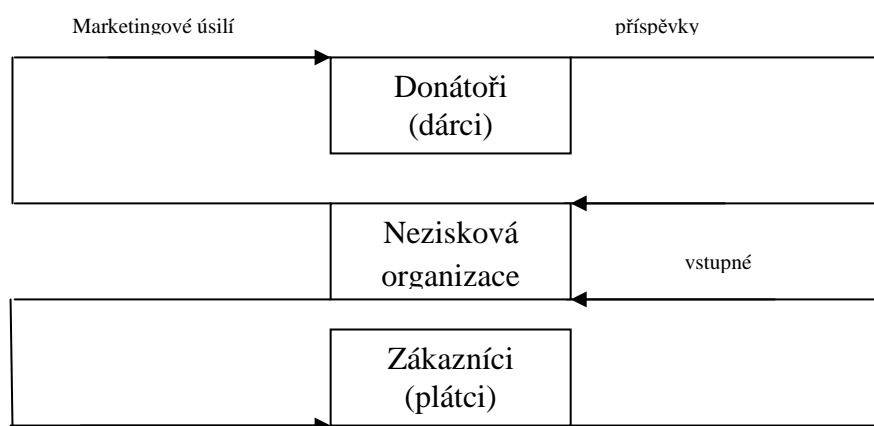 Marketingové úsilí
příspěvky
Donátoři
(dárci)
Nezisková
organizace
vstupné
Zákazníci
(plátci)